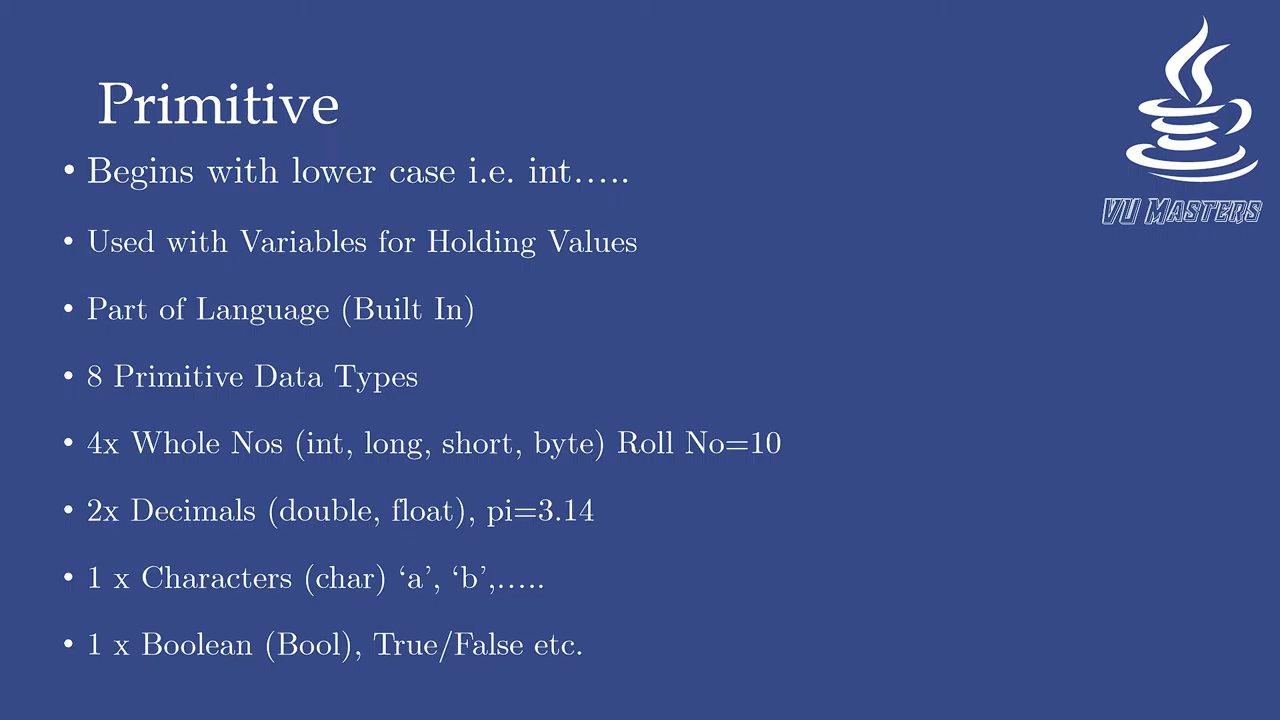 Primitive
• Begins with lower case i.e. int…..
• Used with Variables for Holding Values
• Part of Language (Built In)
• 8 Primitive Data Types
• 4x Whole Nos (int, long, short, byte) Roll No=10
• 2x Decimals (double, float), pi=3.14
• 1 x Characters (char) ‘a’, ‘b’,…..
• 1 x Boolean (Bool), True/False etc.
VU Masters